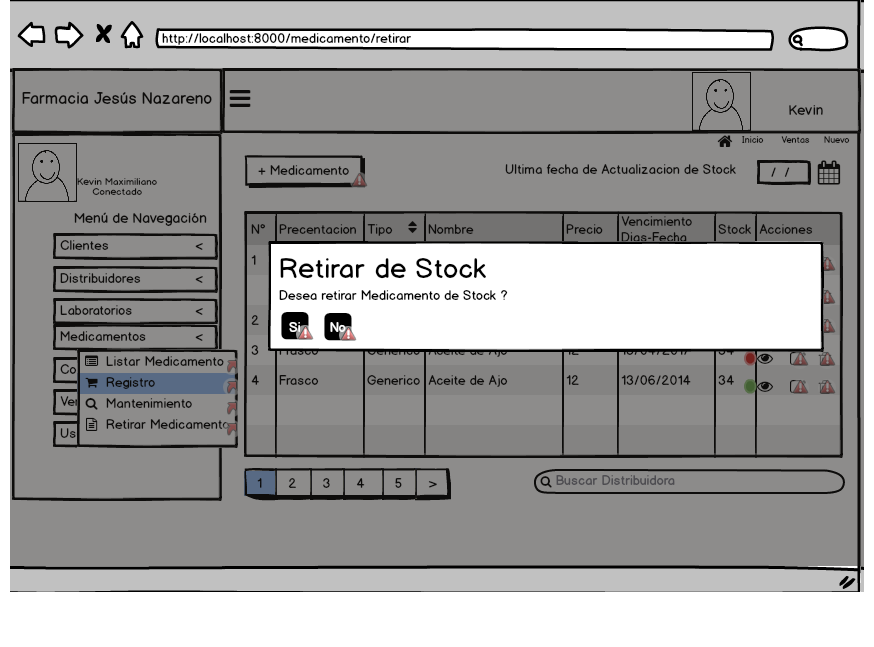 http://localhost:8000/medicamento/retirar
Farmacia Jesús Nazareno
Kevin
Inicio Ventas Nuevo
Kevin Maximiliano
Conectado
+ Medicamento
Ultima fecha de Actualizacion de Stock
/ /
Menú de Navegación
Clientes <
Distribuidores <
Laboratorios <
Medicamentos <
Co
Ve
Us
Listar Medicamento
Registro
Mantenimiento
Retirar Medicamento
N° Precentacion Tipo Nombre Precio Vencimiento Stock Acciones
Dias-Fecha
1
2
Retirar de Stock
Desea retirar Medicamento de Stock ?
Si No
3 Frasco Generico Aceite de Ajo 12 34
4 Frasco Generico Aceite de Ajo 12 13/06/2014 34
1 2 3 4 5 >
Buscar Distribuidora